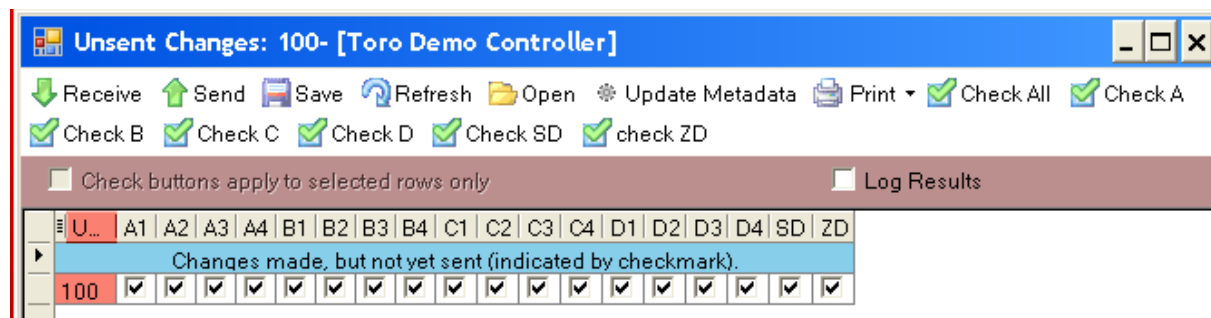 Unsent Changes: 100- [Toro Demo Controller]
Receive Send Save Refresh Open Update Metadata Print Check All Check A
Check B Check C Check D Check SD check ZD
Check buttons apply to selected rows only Log Results
U... A1 A2 A3 A4 B1 B2 B3 B4 C1 C2 C3 C4 D1 D2 D3 D4 SD ZD
Changes made, but not yet sent (indicated by checkmark).
100